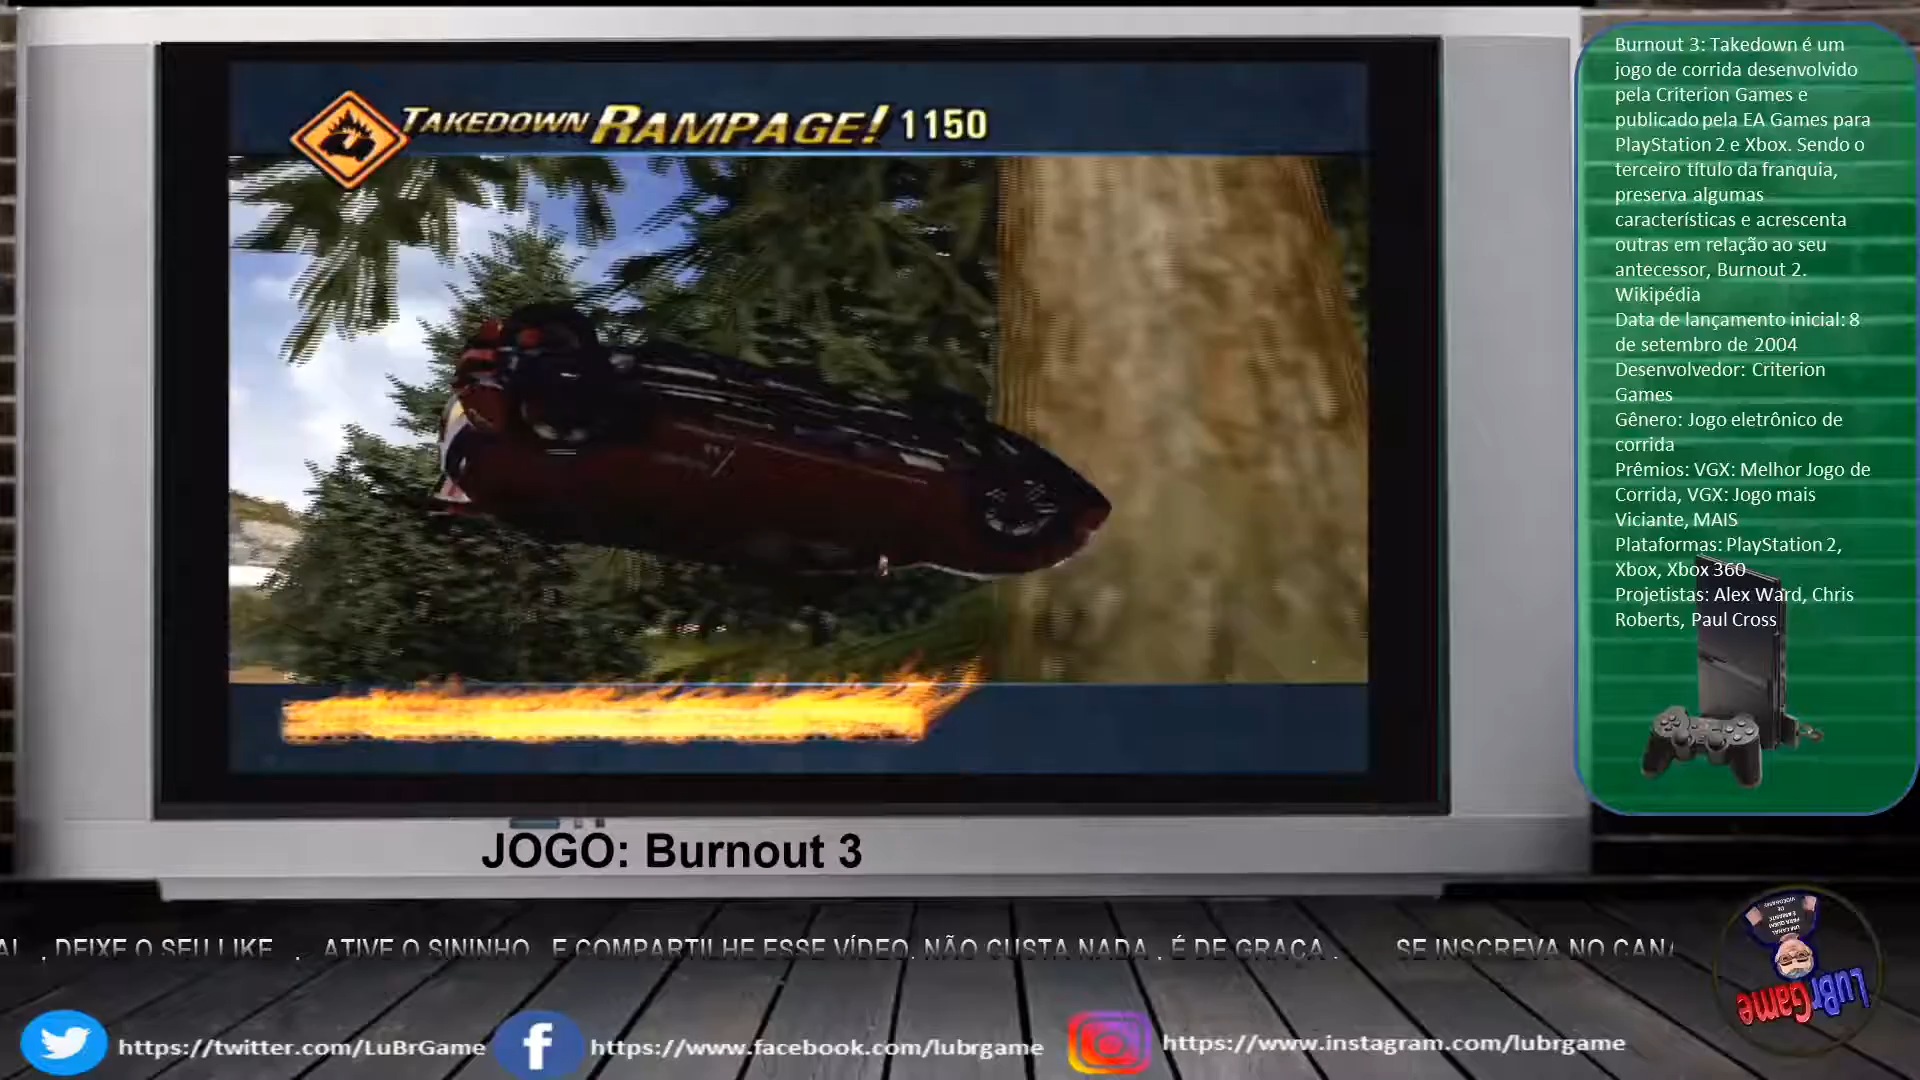 TAKEDOWN RAMPAGE! 1150
Burnout 3: Takedown é um
jogo de corrida desenvolvido
pela Criterion Games e
publicado pela EA Games para
PlayStation 2 e Xbox. Sendo o
terceiro título da franquia,
preserva algumas
características e acrescenta
outras em relação ao seu
antecessor, Burnout 2.
Wikipédia
Data de lançamento inicial: 8
de setembro de 2004
Desenvolvedor: Criterion
Games
Gênero: Jogo eletrônico de
corrida
Prêmios: VGX: Melhor Jogo de
Corrida, VGX: Jogo mais
Viciante, MAIS
Plataformas: PlayStation 2,
Xbox, Xbox 360
Projetistas: Alex Ward, Chris
Roberts, Paul Cross
JOGO: Burnout 3
AL . DEIXE O SEU LIKE . ATIVE O SININHO E COMPARTILHE ESSE VÍDEO. NÃO CUSTA NADA . É DE GRAÇA . SE INSCREVA NO CANA
LuBrGame
https://twitter.com/LuBrGame
https://www.facebook.com/lubrgame
https://www.instagram.com/lubrgame